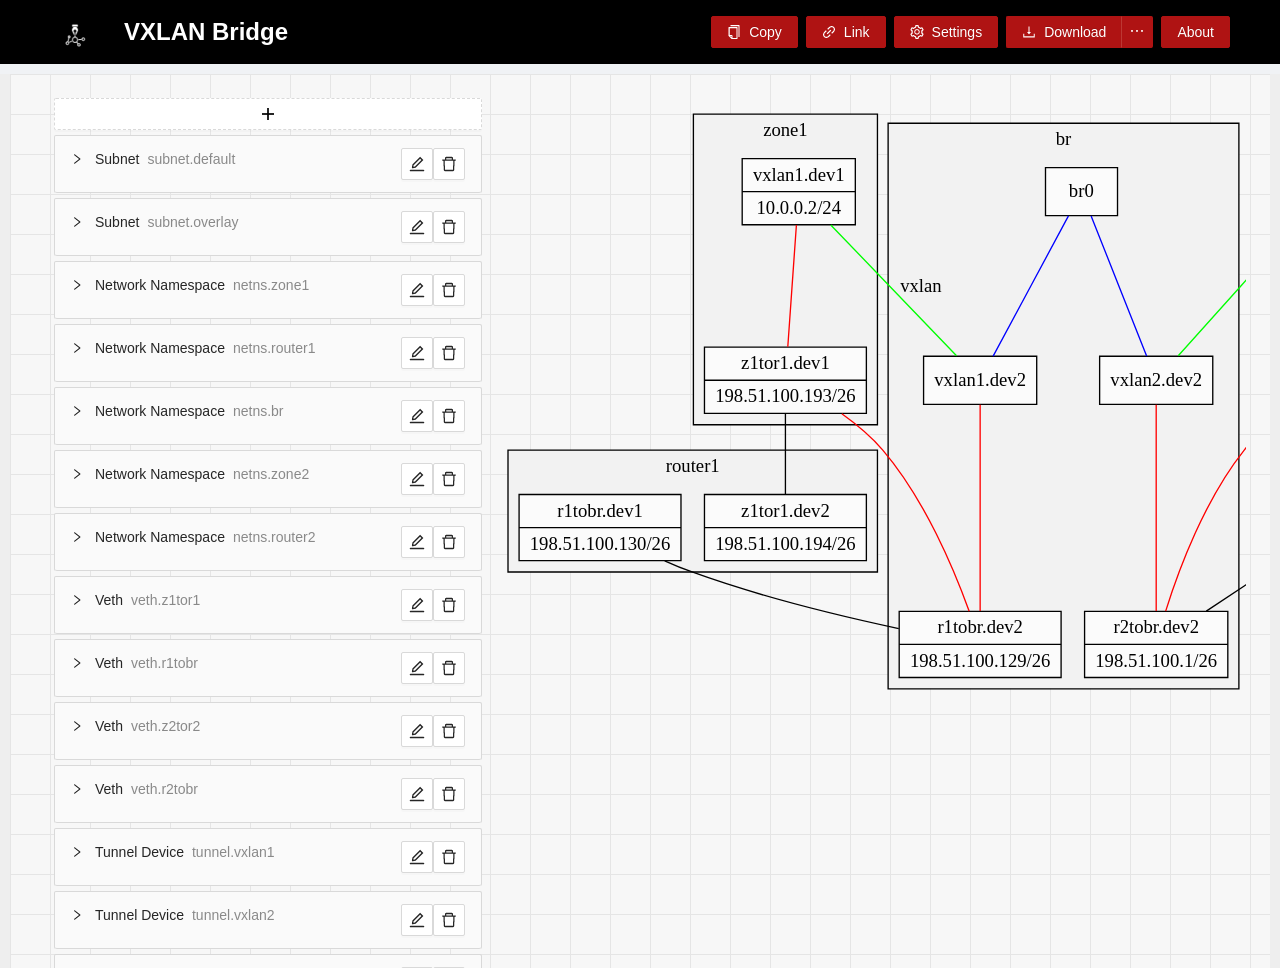 VXLAN Bridge
Copy
Link
Settings
Download
About
Subnet subnet.default
Subnet subnet.overlay
Network Namespace netns.zone1
Network Namespace netns.router1
Network Namespace netns.br
Network Namespace netns.zone2
Network Namespace netns.router2
Veth veth.z1tor1
Veth veth.r1tobr
Veth veth.z2tor2
Veth veth.r2tobr
Tunnel Device tunnel.vxlan1
Tunnel Device tunnel.vxlan2
zone1
vxlan1.dev1
10.0.0.2/24
z1tor1.dev1
198.51.100.193/26
router1
r1tobr.dev1
198.51.100.130/26
z1tor1.dev2
198.51.100.194/26
br
br0
vxlan
vxlan1.dev2
vxlan2.dev2
r1tobr.dev2
198.51.100.129/26
r2tobr.dev2
198.51.100.1/26